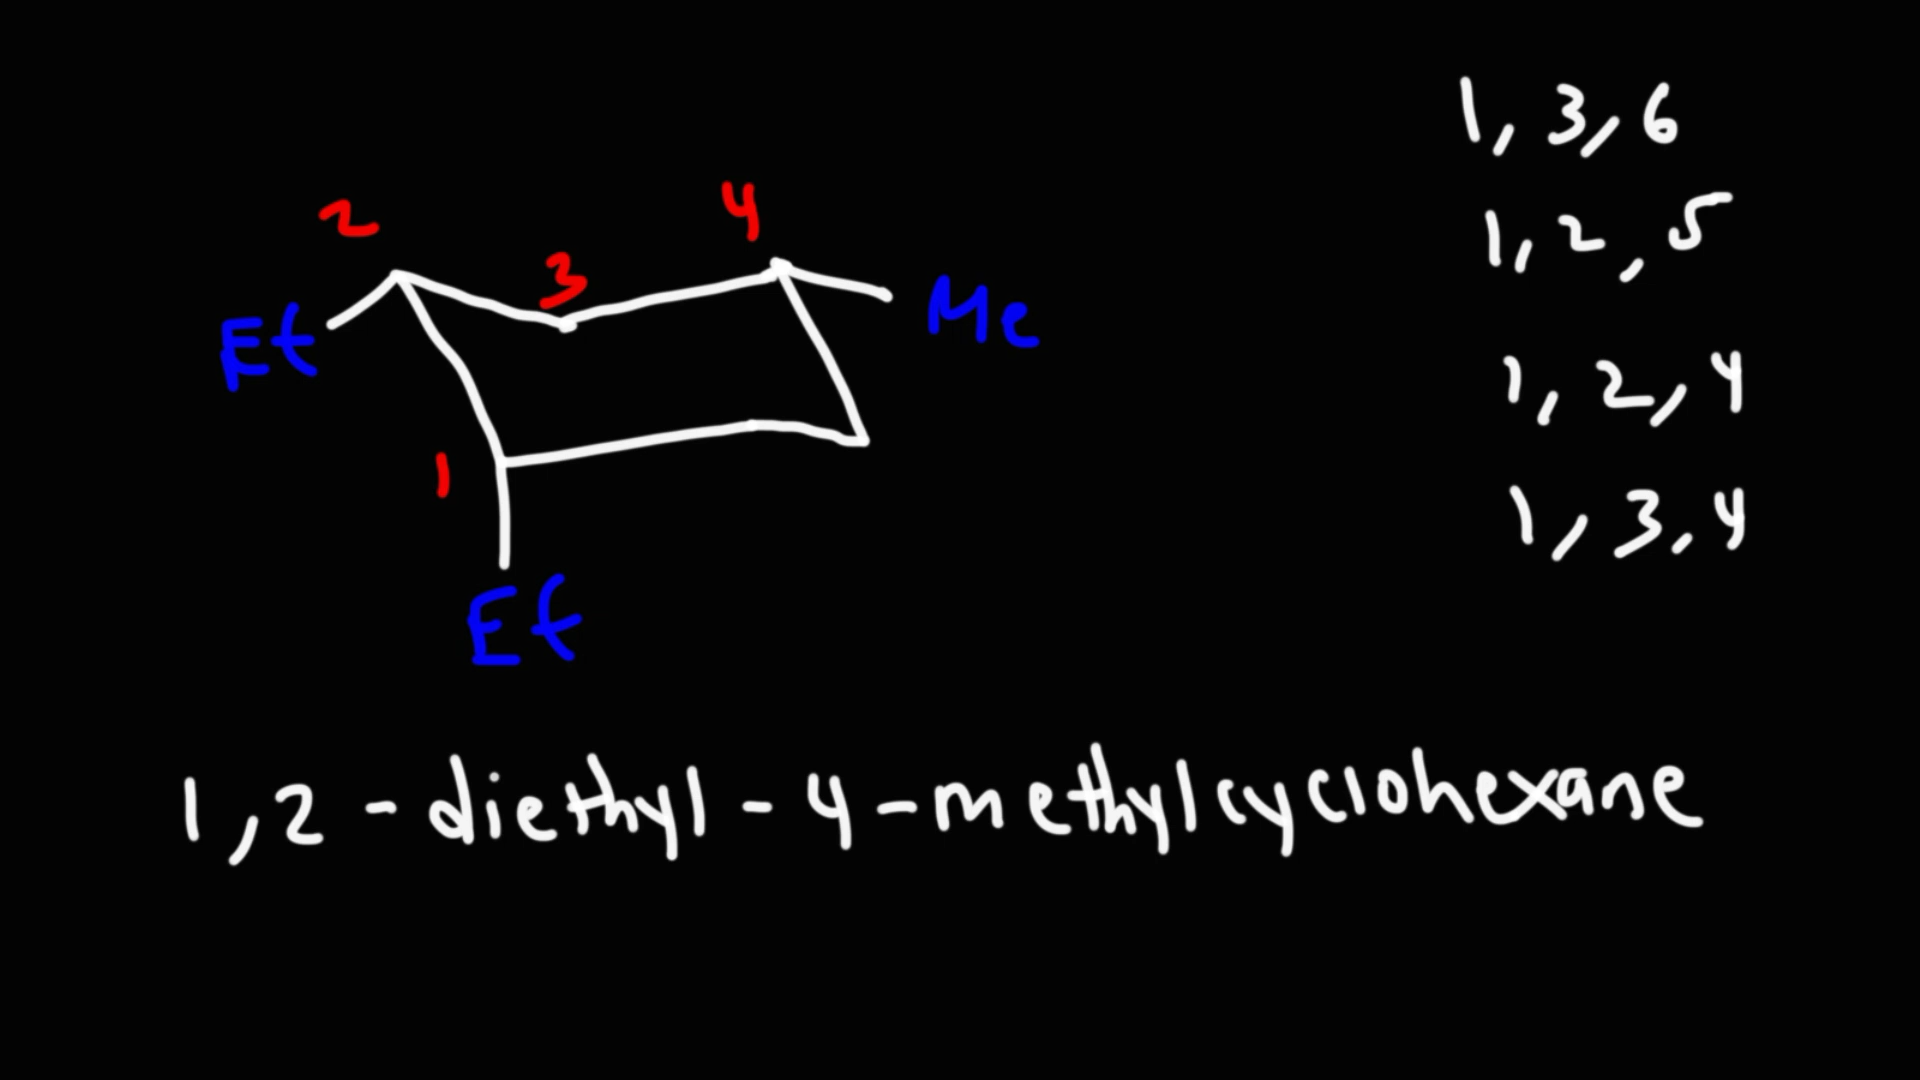 1, 3, 6
2
4
1, 2, 5
3
Et
Me
1, 2, 4
1
1, 3, 4
Et
1,2-diethyl-4-methylcyclohexane